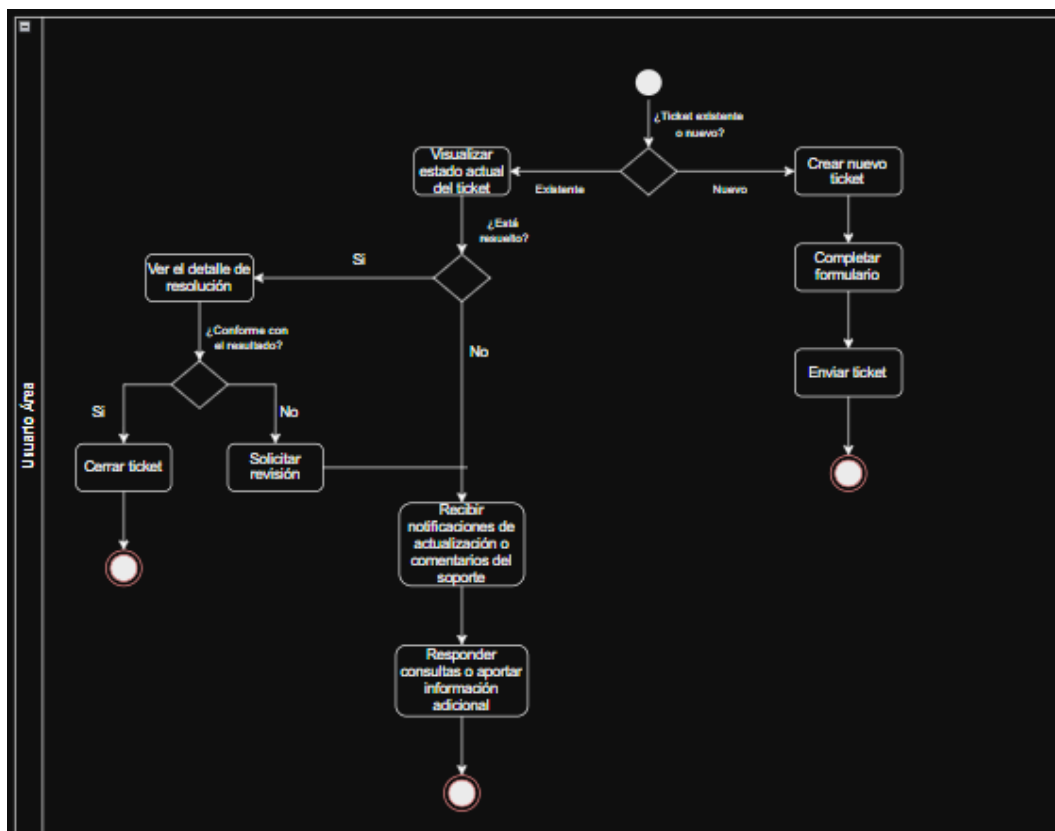 Usuario Área
¿Ticket existente
o nuevo?
Visualizar
estado actual
del ticket
Existente
Nuevo
Crear nuevo
ticket
¿Está
resuelto?
Si
Ver el detalle de
resolución
Completar
formulario
¿Conforme con
el resultado?
No
Enviar ticket
Si
No
Cerrar ticket
Solicitar
revisión
Recibir
notificaciones de
actualización o
comentarios del
soporte
Responder
consultas o aportar
información
adicional